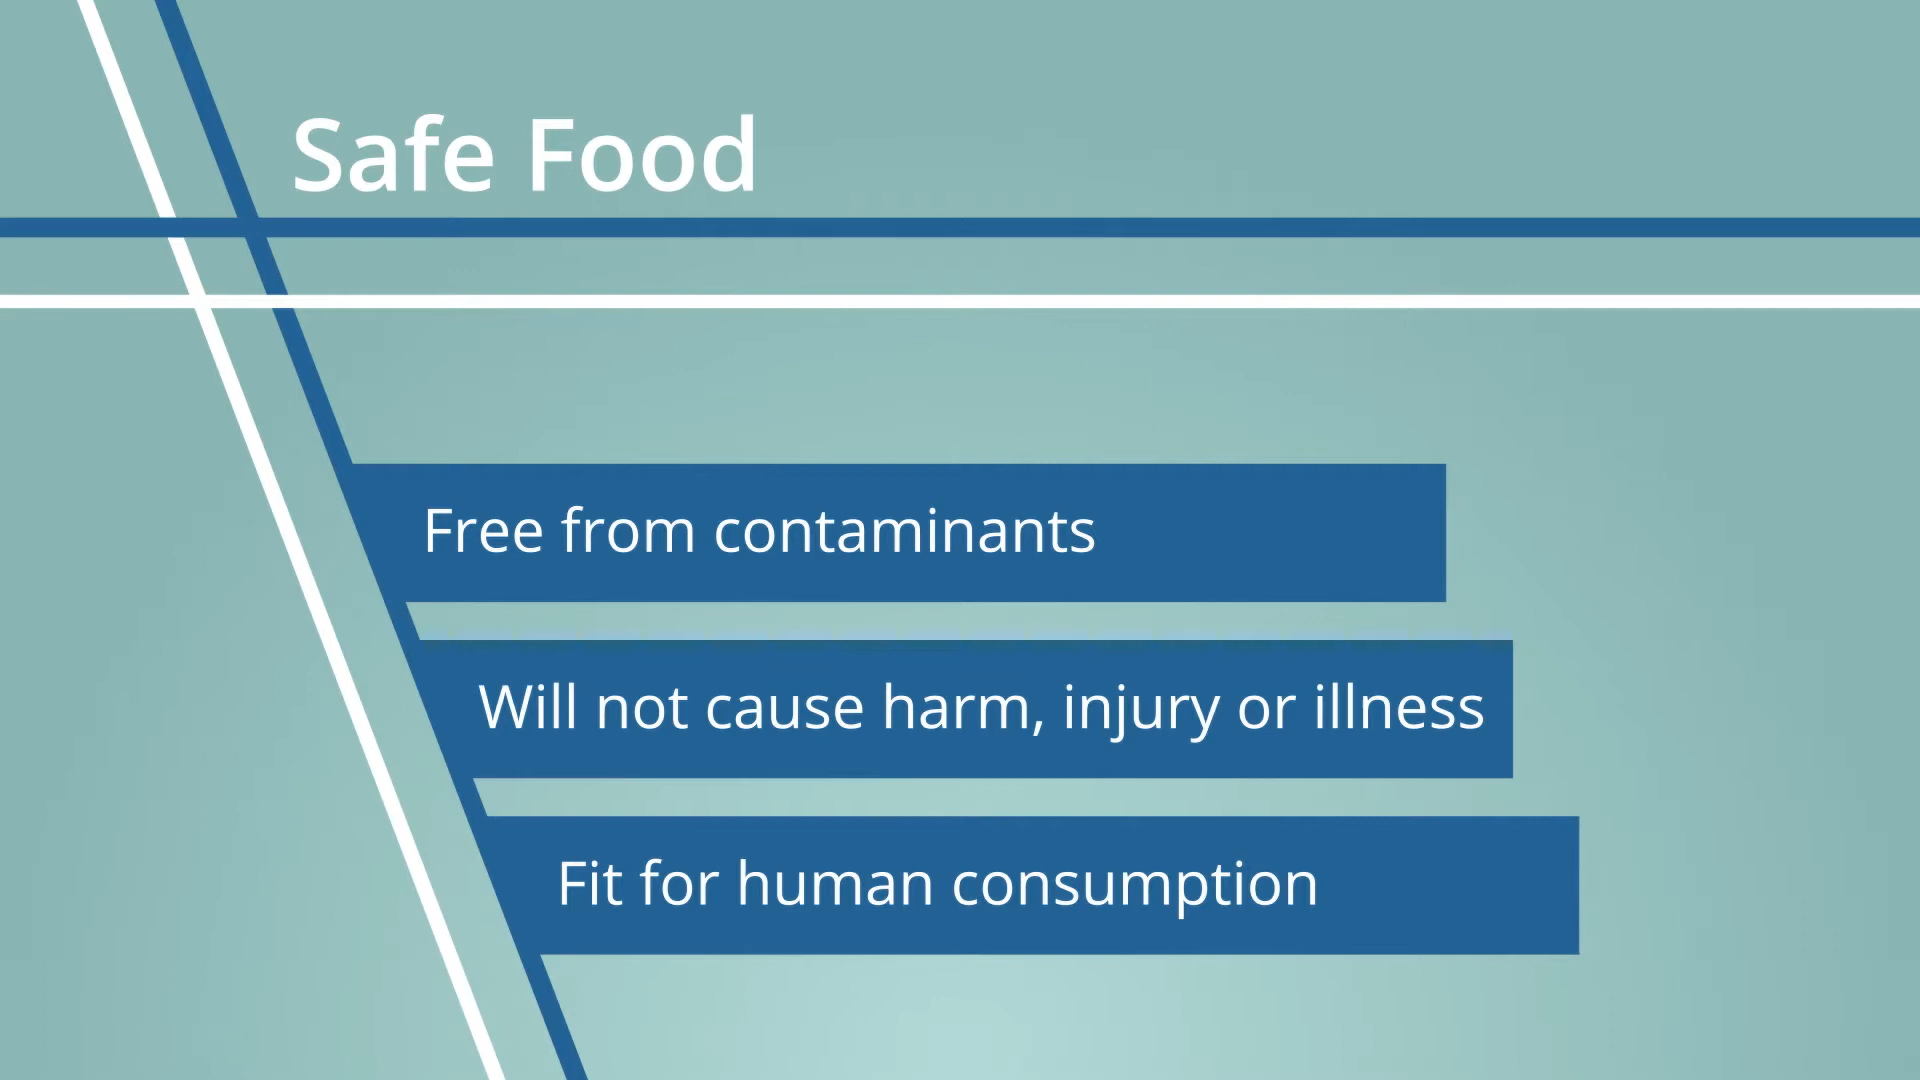 Safe Food
Free from contaminants
Will not cause harm, injury or illness
Fit for human consumption